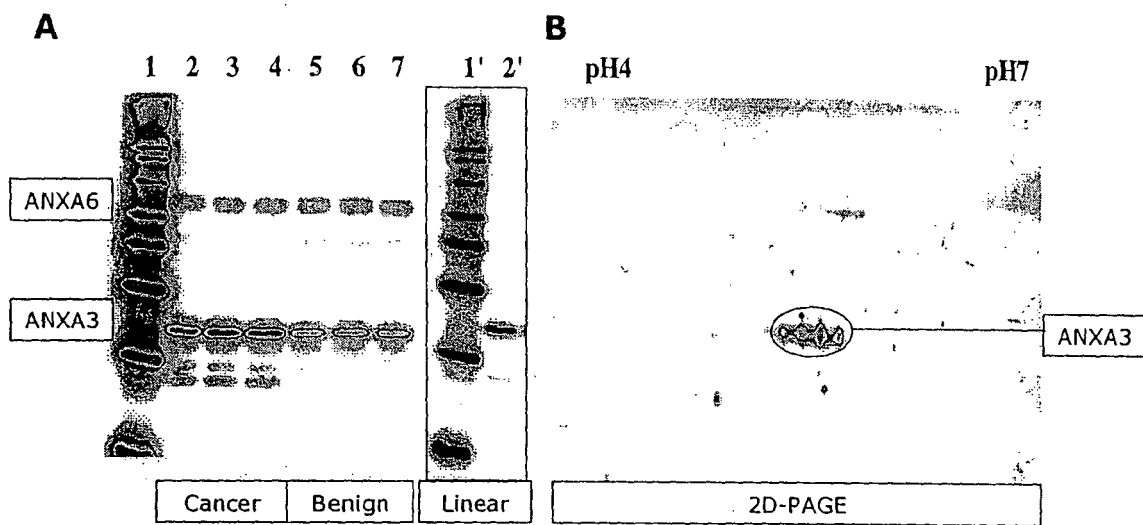 A
1 2 3 4 5 6 7
1' 2'
ANXA6
ANXA3
Cancer
Benign
Linear
B
pH4
pH7
ANXA3
2D-PAGE